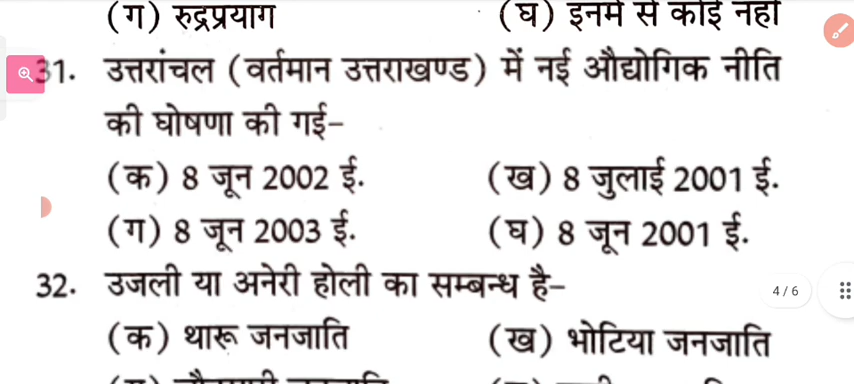 (ग) रुद्रप्रयाग (घ) इनमें से कोई नहीं
31. उत्तरांचल (वर्तमान उत्तराखण्ड) में नई औद्योगिक नीति
की घोषणा की गई-
(क) 8 जून 2002 ई. (ख) 8 जुलाई 2001 ई.
(ग) 8 जून 2003 ई. (घ) 8 जून 2001 ई.
32. उजली या अनेरी होली का सम्बन्ध है-
4/6
(क) थारू जनजाति (ख) भोटिया जनजाति